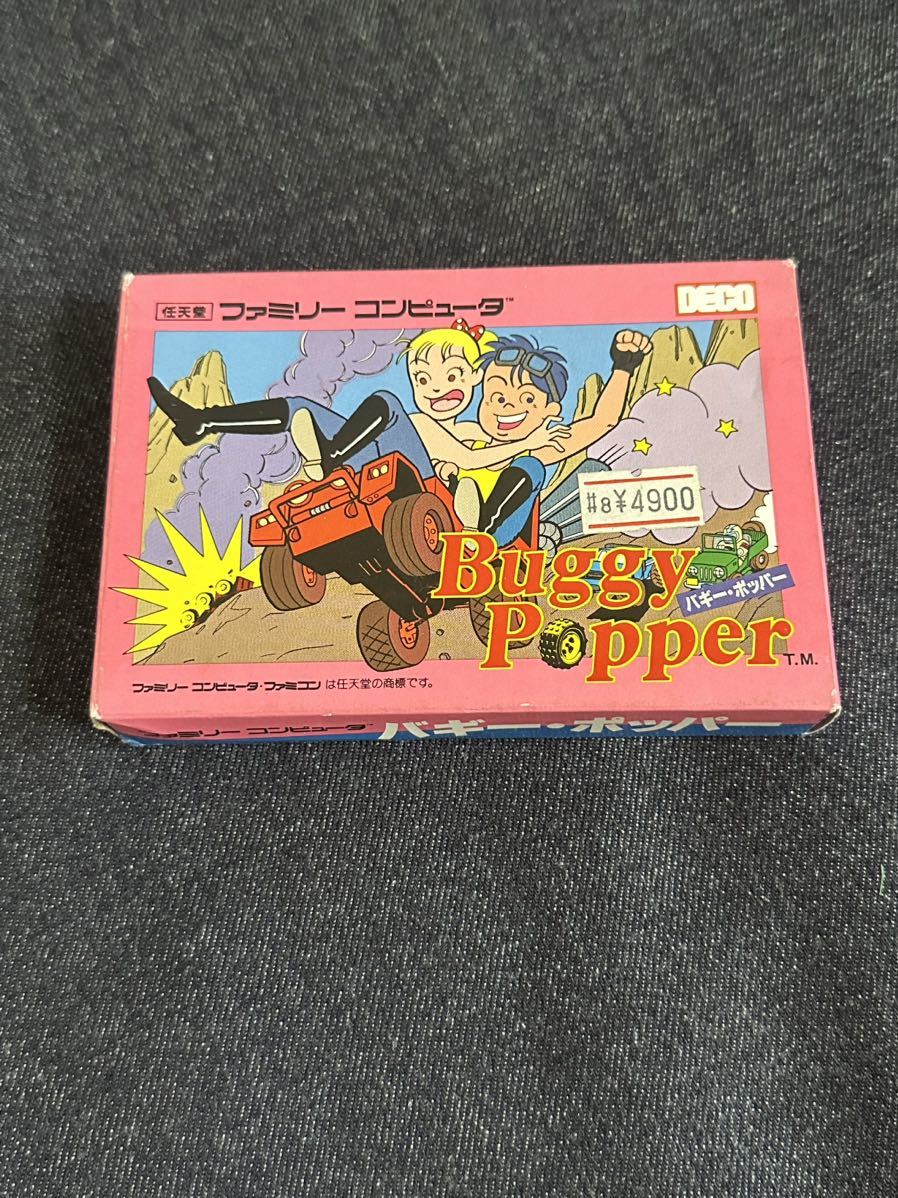 任天堂 ファミリー コンピュータ™
DECO
#8¥4900
Buggy
Popper T.M.
バギー・ポッパー
ファミリー コンピュータ・ファミコン は任天堂の商標です。
ファミリー コンピュータ™ バギー・ポッパー